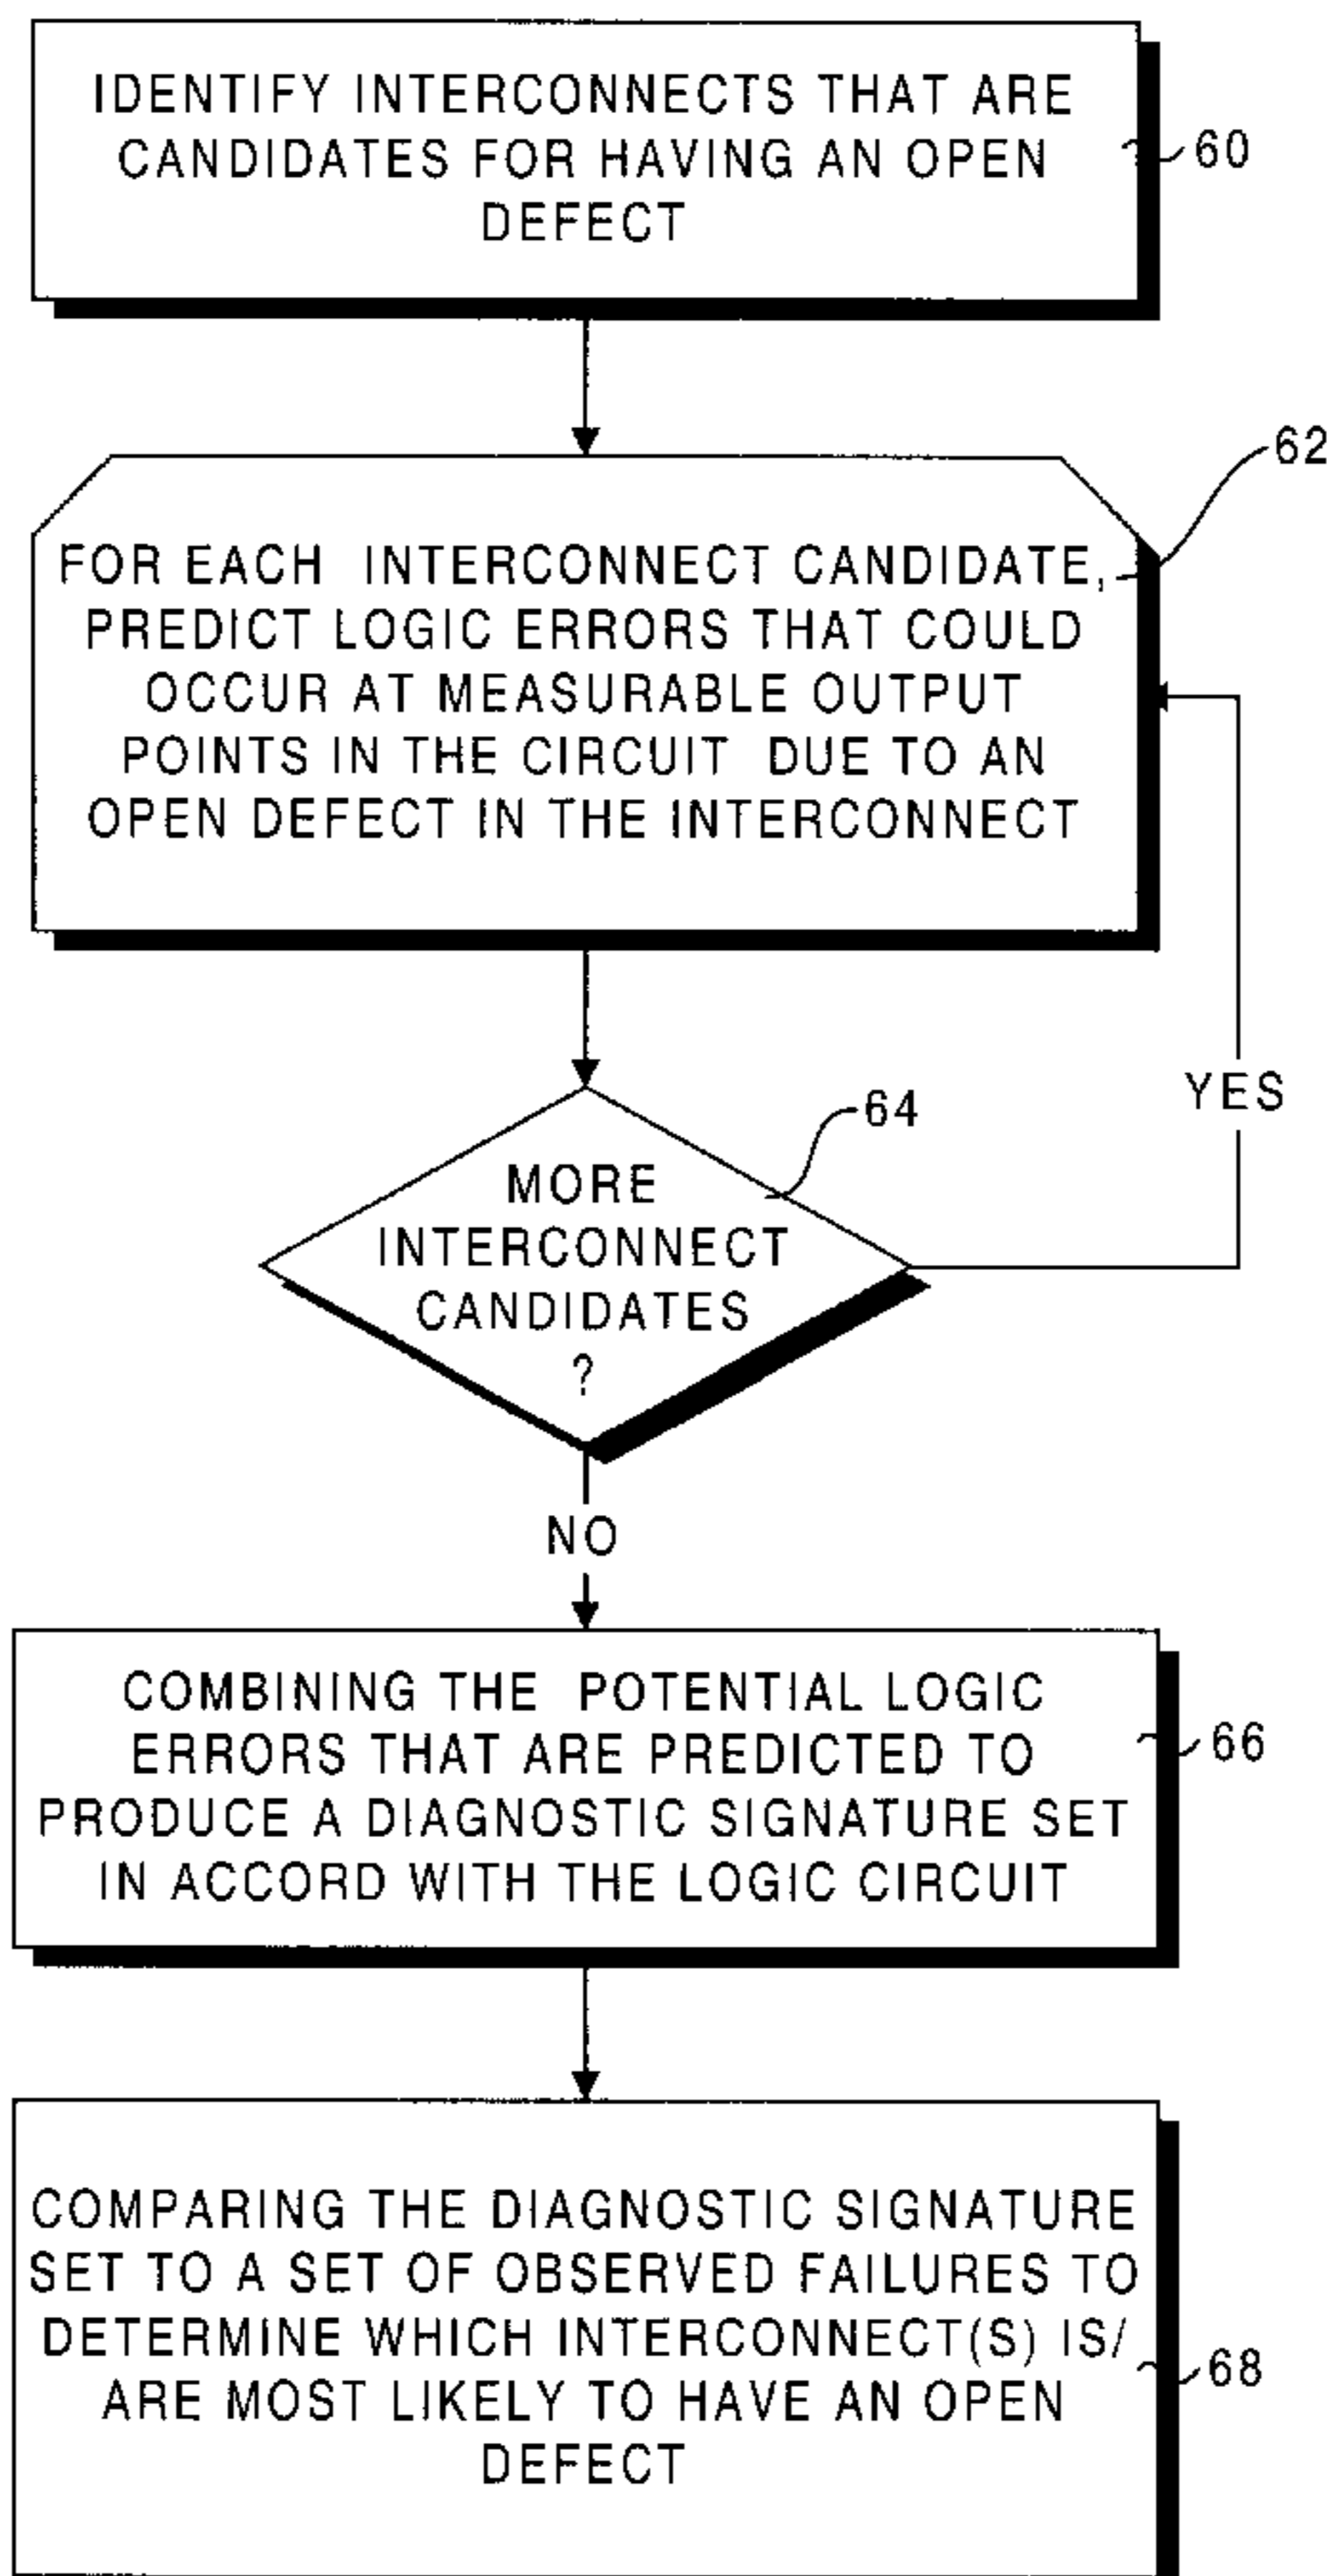 IDENTIFY INTERCONNECTS THAT ARE
CANDIDATES FOR HAVING AN OPEN
DEFECT
60
62
FOR EACH INTERCONNECT CANDIDATE,
PREDICT LOGIC ERRORS THAT COULD
OCCUR AT MEASURABLE OUTPUT
POINTS IN THE CIRCUIT DUE TO AN
OPEN DEFECT IN THE INTERCONNECT
YES
64
MORE
INTERCONNECT
CANDIDATES
?
NO
COMBINING THE POTENTIAL LOGIC
ERRORS THAT ARE PREDICTED TO
PRODUCE A DIAGNOSTIC SIGNATURE SET
IN ACCORD WITH THE LOGIC CIRCUIT
66
COMPARING THE DIAGNOSTIC SIGNATURE
SET TO A SET OF OBSERVED FAILURES TO
DETERMINE WHICH INTERCONNECT(S) IS/
ARE MOST LIKELY TO HAVE AN OPEN
DEFECT
68